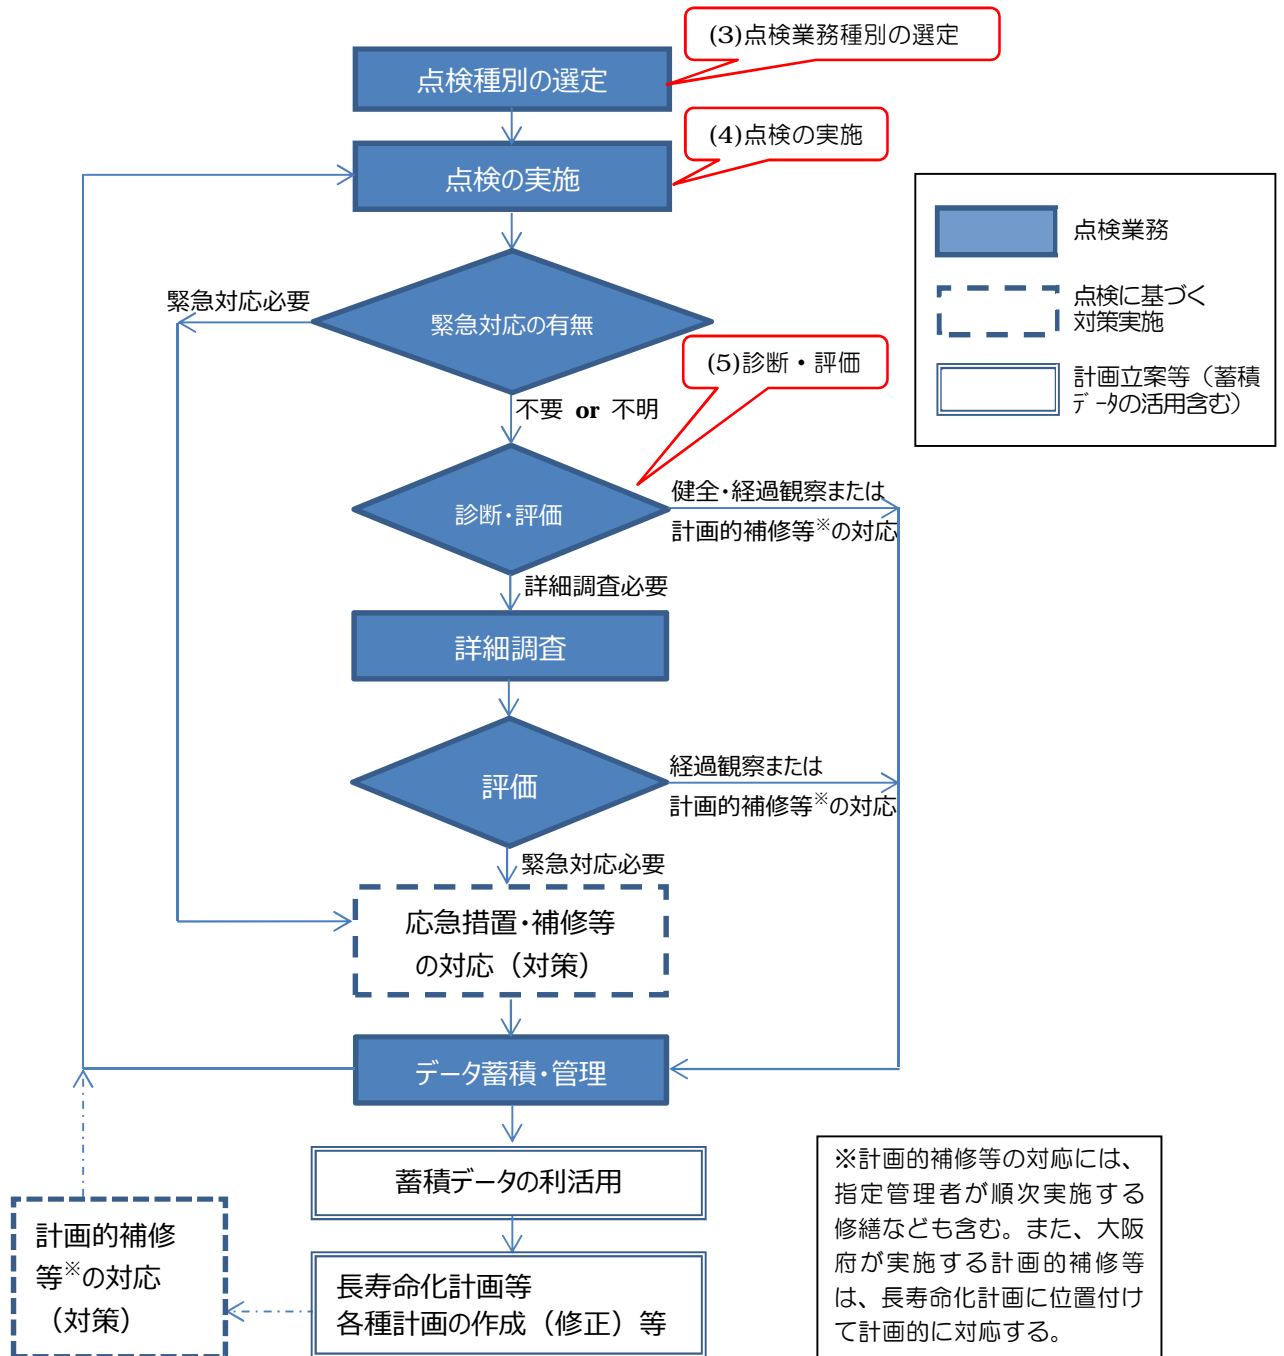 (3)点検業務種別の選定
点検種別の選定
(4)点検の実施
点検の実施
点検業務
点検に基づく
対策実施
計画立案等（蓄積
ﾃﾞｰﾀの活用含む）
緊急対応必要
緊急対応の有無
(5)診断・評価
不要 or 不明
診断・評価
健全・経過観察または
計画的補修等※の対応
詳細調査必要
詳細調査
評価
経過観察または
計画的補修等※の対応
緊急対応必要
応急措置・補修等
の対応（対策）
データ蓄積・管理
蓄積データの利活用
長寿命化計画等
各種計画の作成（修正）等
計画的補修
等※の対応
（対策）
※計画的補修等の対応には、
指定管理者が順次実施する
修繕なども含む。また、大阪
府が実施する計画的補修等
は、長寿命化計画に位置付け
て計画的に対応する。